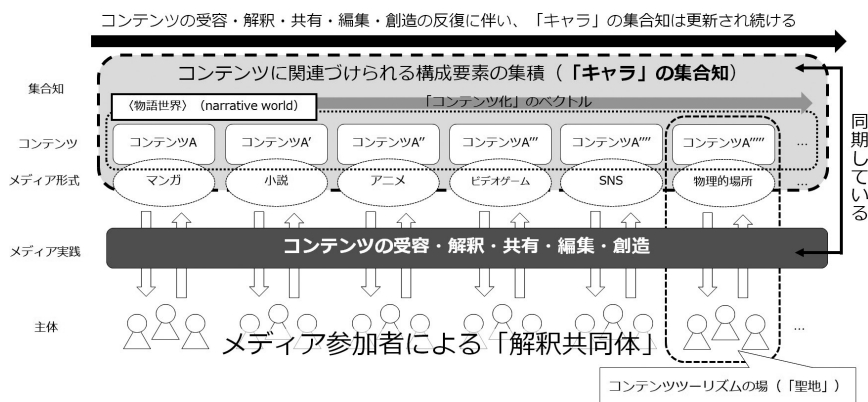 コンテンツの受容・解釈・共有・編集・創造の反復に伴い、「キャラ」の集合知は更新され続ける
コンテンツに関連づけられる構成要素の集積（「キャラ」の集合知）
集合知
〈物語世界〉（narrative world）
「コンテンツ化」のベクトル
コンテンツ
コンテンツA
コンテンツA'
コンテンツA''
コンテンツA'''
コンテンツA''''
コンテンツA'''''
…
メディア形式
マンガ
小説
アニメ
ビデオゲーム
SNS
物理的場所
…
同期している
メディア実践
コンテンツの受容・解釈・共有・編集・創造
主体
…
メディア参加者による「解釈共同体」
コンテンツツーリズムの場（「聖地」）